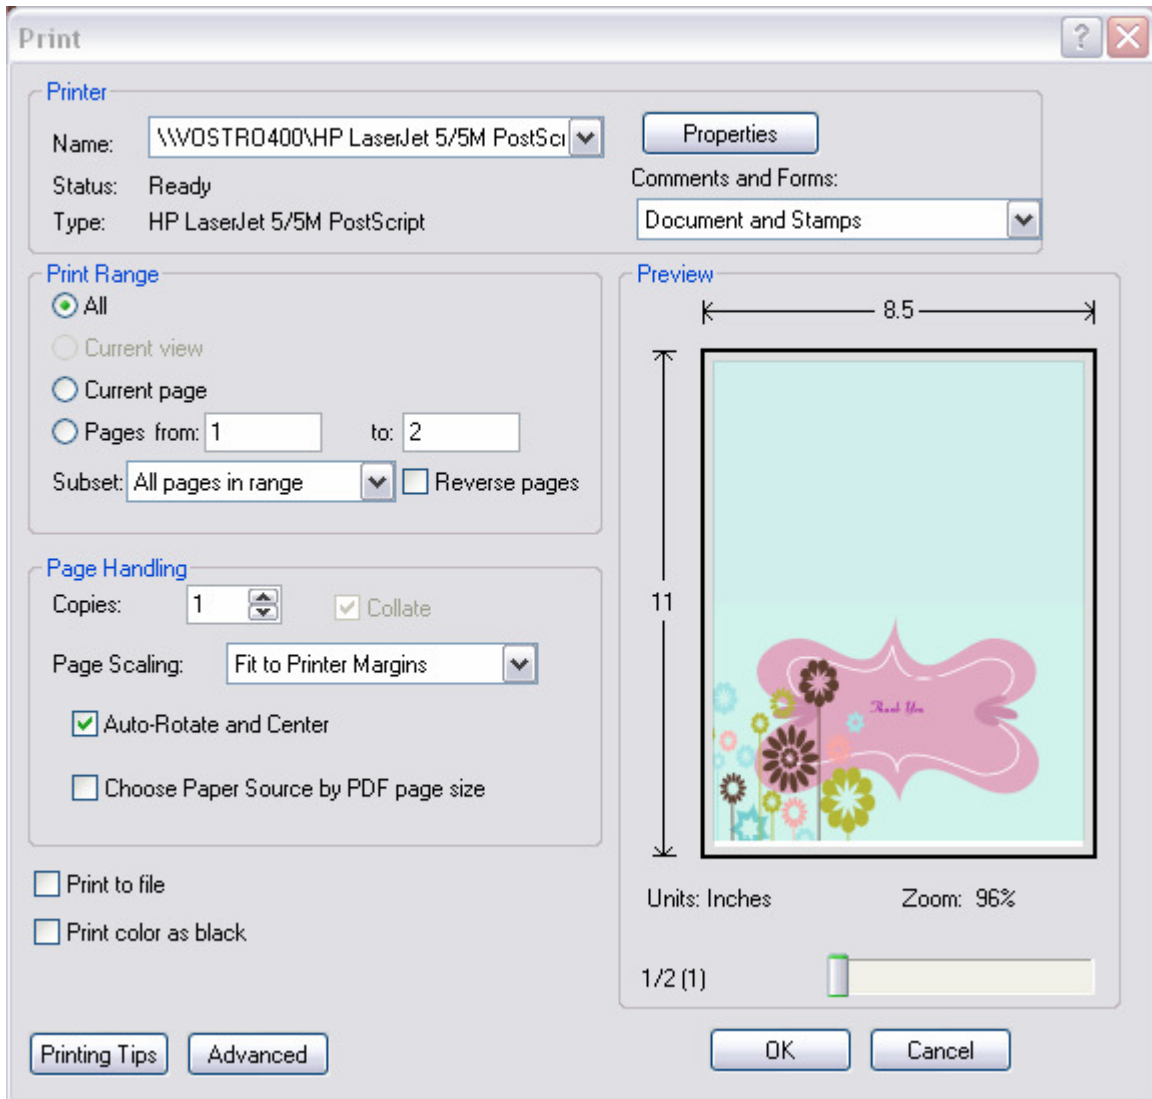 Print
Printer
Name: \\VOSTRO400\HP LaserJet 5/5M PostScri
Properties
Status: Ready
Comments and Forms:
Type: HP LaserJet 5/5M PostScript
Document and Stamps
Print Range
All
Current view
Current page
Pages from: 1 to: 2
Subset: All pages in range Reverse pages
Page Handling
Copies: 1 Collate
Page Scaling: Fit to Printer Margins
Auto-Rotate and Center
Choose Paper Source by PDF page size
Print to file
Print color as black
Preview
8.5
11
Thank You
Units: Inches Zoom: 96%
1/2 (1)
Printing Tips Advanced OK Cancel